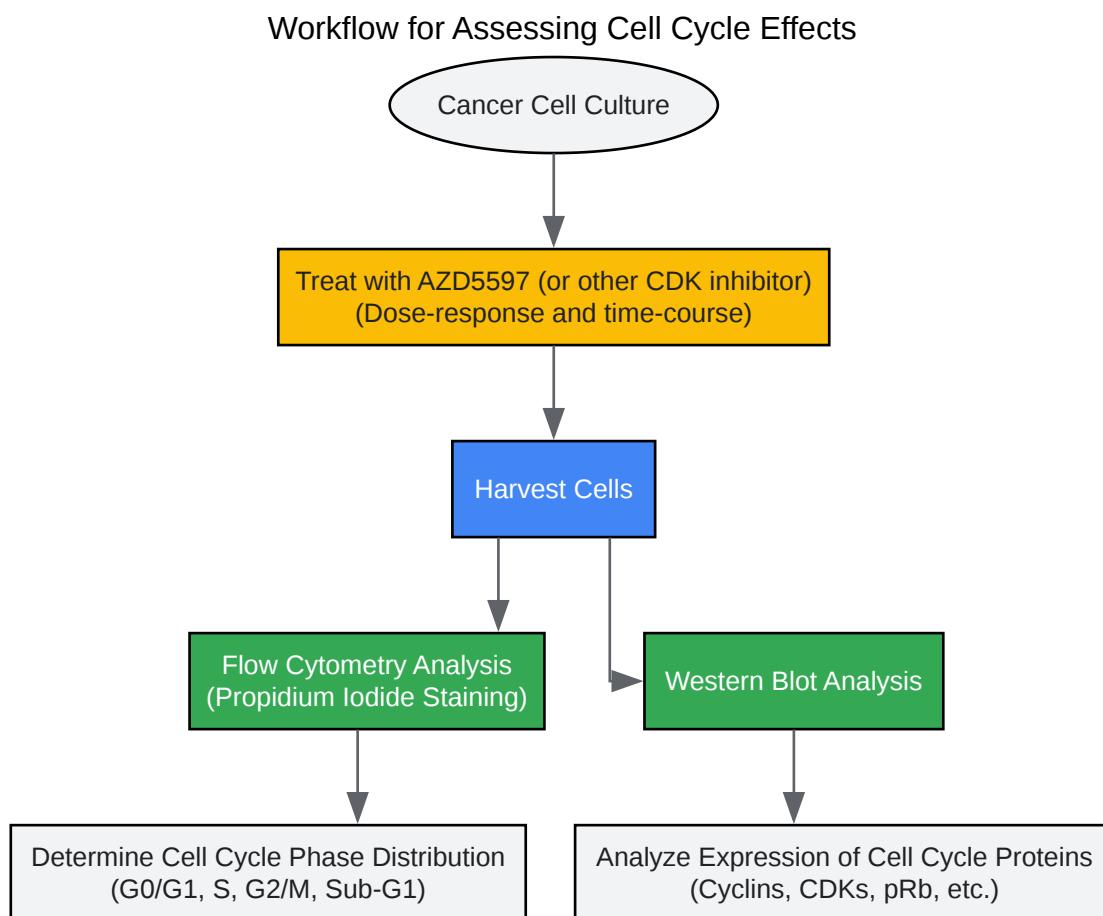 Workflow for Assessing Cell Cycle Effects
Cancer Cell Culture
Treat with AZD5597 (or other CDK inhibitor)
(Dose-response and time-course)
Harvest Cells
Flow Cytometry Analysis
(Propidium Iodide Staining)
Western Blot Analysis
Determine Cell Cycle Phase Distribution
(G0/G1, S, G2/M, Sub-G1)
Analyze Expression of Cell Cycle Proteins
(Cyclins, CDKs, pRb, etc.)